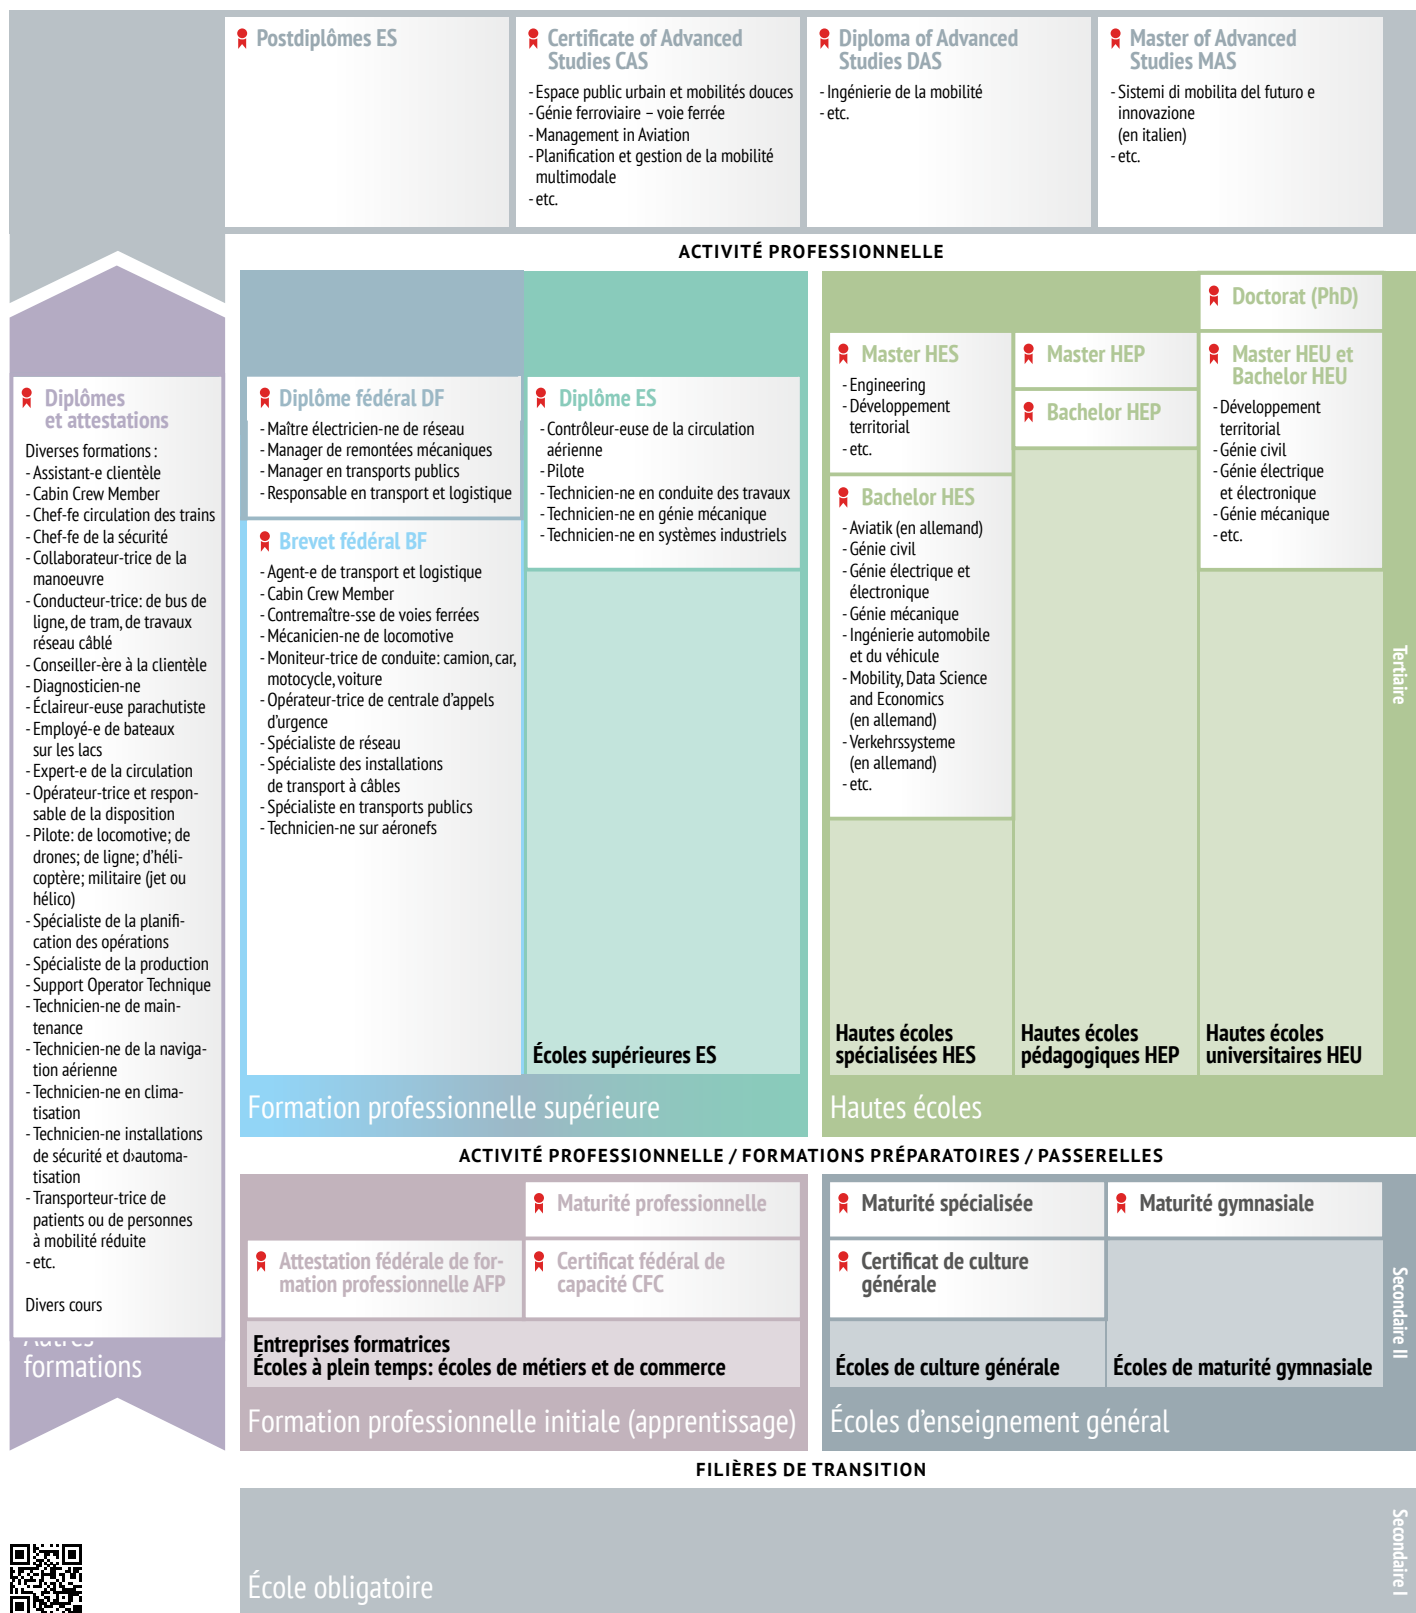 Postdiplômes ES
Certificate of Advanced
Studies CAS
- Espace public urbain et mobilités douces
- Génie ferroviaire – voie ferrée
- Management in Aviation
- Planification et gestion de la mobilité
multimodale
- etc.
Diploma of Advanced
Studies DAS
- Ingénierie de la mobilité
- etc.
Master of Advanced
Studies MAS
- Sistemi di mobilita del futuro e
innovazione
(en italien)
- etc.
ACTIVITÉ PROFESSIONNELLE
Diplômes
et attestations
Diverses formations :
- Assistant-e clientèle
- Cabin Crew Member
- Chef-fe circulation des trains
- Chef-fe de la sécurité
- Collaborateur-trice de la
manoeuvre
- Conducteur-trice: de bus de
ligne, de tram, de travaux
réseau câblé
- Conseiller-ère à la clientèle
- Diagnosticien-ne
- Éclaireur-euse parachutiste
- Employé-e de bateaux
sur les lacs
- Expert-e de la circulation
- Opérateur-trice et respon-
sable de la disposition
- Pilote: de locomotive; de
drones; de ligne; d'héli-
coptère; militaire (jet ou
hélico)
- Spécialiste de la planifi-
cation des opérations
- Spécialiste de la production
- Support Operator Technique
- Technicien-ne de main-
tenance
- Technicien-ne de la naviga-
tion aérienne
- Technicien-ne en clima-
tisation
- Technicien-ne installations
de sécurité et d›automa-
tisation
- Transporteur-trice de
patients ou de personnes
à mobilité réduite
- etc.
Divers cours
Autres
formations
Diplôme fédéral DF
- Maître électricien-ne de réseau
- Manager de remontées mécaniques
- Manager en transports publics
- Responsable en transport et logistique
Brevet fédéral BF
- Agent-e de transport et logistique
- Cabin Crew Member
- Contremaître-sse de voies ferrées
- Mécanicien-ne de locomotive
- Moniteur-trice de conduite: camion, car,
motocycle, voiture
- Opérateur-trice de centrale d'appels
d'urgence
- Spécialiste de réseau
- Spécialiste des installations
de transport à câbles
- Spécialiste en transports publics
- Technicien-ne sur aéronefs
Diplôme ES
- Contrôleur-euse de la circulation
aérienne
- Pilote
- Technicien-ne en conduite des travaux
- Technicien-ne en génie mécanique
- Technicien-ne en systèmes industriels
Écoles supérieures ES
Formation professionnelle supérieure
Master HES
- Engineering
- Développement
territorial
- etc.
Bachelor HES
- Aviatik (en allemand)
- Génie civil
- Génie électrique et
électronique
- Génie mécanique
- Ingénierie automobile
et du véhicule
- Mobility, Data Science
and Economics
(en allemand)
- Verkehrssysteme
(en allemand)
- etc.
Hautes écoles
spécialisées HES
Master HEP
Bachelor HEP
Hautes écoles
pédagogiques HEP
Doctorat (PhD)
Master HEU et
Bachelor HEU
- Développement
territorial
- Génie civil
- Génie électrique
et électronique
- Génie mécanique
- etc.
Hautes écoles
universitaires HEU
Hautes écoles
Tertiaire
ACTIVITÉ PROFESSIONNELLE / FORMATIONS PRÉPARATOIRES / PASSERELLES
Maturité professionnelle
Attestation fédérale de for-
mation professionnelle AFP
Certificat fédéral de
capacité CFC
Entreprises formatrices
Écoles à plein temps: écoles de métiers et de commerce
Formation professionnelle initiale (apprentissage)
Maturité spécialisée
Certificat de culture
générale
Écoles de culture générale
Maturité gymnasiale
Écoles de maturité gymnasiale
Écoles d'enseignement général
Secondaire II
FILIÈRES DE TRANSITION
École obligatoire
Secondaire I